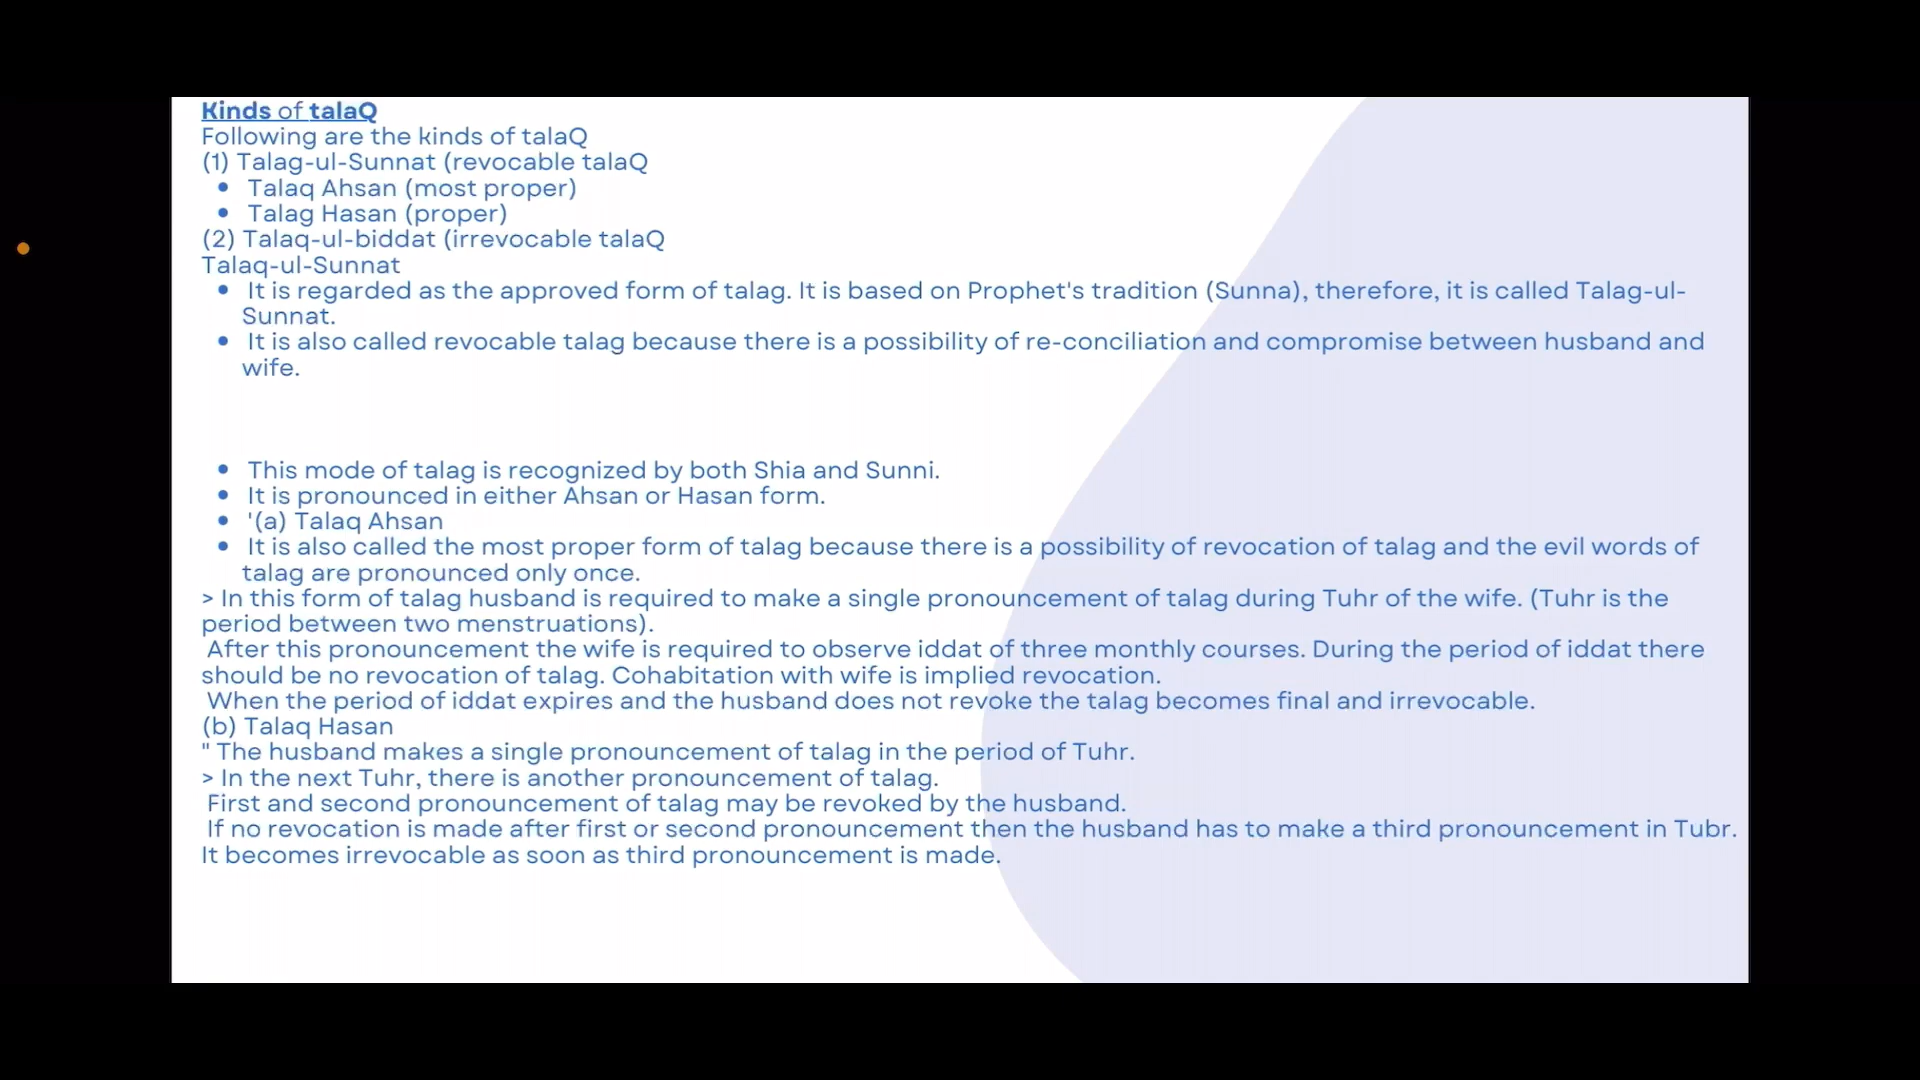 Kinds of talaQ
Following are the kinds of talaQ
(1) Talag-ul-Sunnat (revocable talaQ
• Talaq Ahsan (most proper)
• Talag Hasan (proper)
(2) Talaq-ul-biddat (irrevocable talaQ
Talaq-ul-Sunnat
• It is regarded as the approved form of talag. It is based on Prophet's tradition (Sunna), therefore, it is called Talag-ul-
Sunnat.
• It is also called revocable talag because there is a possibility of re-conciliation and compromise between husband and
wife.
• This mode of talag is recognized by both Shia and Sunni.
• It is pronounced in either Ahsan or Hasan form.
• '(a) Talaq Ahsan
• It is also called the most proper form of talag because there is a possibility of revocation of talag and the evil words of
talag are pronounced only once.
> In this form of talag husband is required to make a single pronouncement of talag during Tuhr of the wife. (Tuhr is the
period between two menstruations).
After this pronouncement the wife is required to observe iddat of three monthly courses. During the period of iddat there
should be no revocation of talag. Cohabitation with wife is implied revocation.
When the period of iddat expires and the husband does not revoke the talag becomes final and irrevocable.
(b) Talaq Hasan
" The husband makes a single pronouncement of talag in the period of Tuhr.
> In the next Tuhr, there is another pronouncement of talag.
First and second pronouncement of talag may be revoked by the husband.
If no revocation is made after first or second pronouncement then the husband has to make a third pronouncement in Tubr.
It becomes irrevocable as soon as third pronouncement is made.